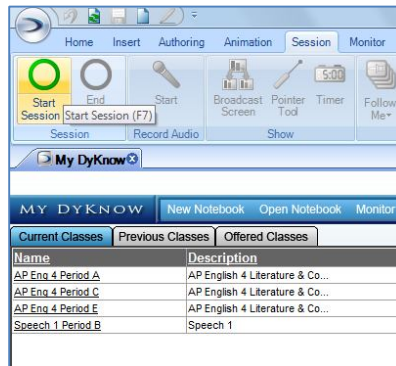 Home Insert Authoring Animation Session Monitor
5:00
Start End Start Broadcast Pointer Timer Follow
Session Screen Tool Me
Start Session (F7)
Session Record Audio Show
My DyKnow
MY DYKNOW New Notebook Open Notebook Monitor
Current Classes Previous Classes Offered Classes
Name Description
AP Eng 4 Period A AP English 4 Literature & Co...
AP Eng 4 Period C AP English 4 Literature & Co...
AP Eng 4 Period E AP English 4 Literature & Co...
Speech 1 Period B Speech 1